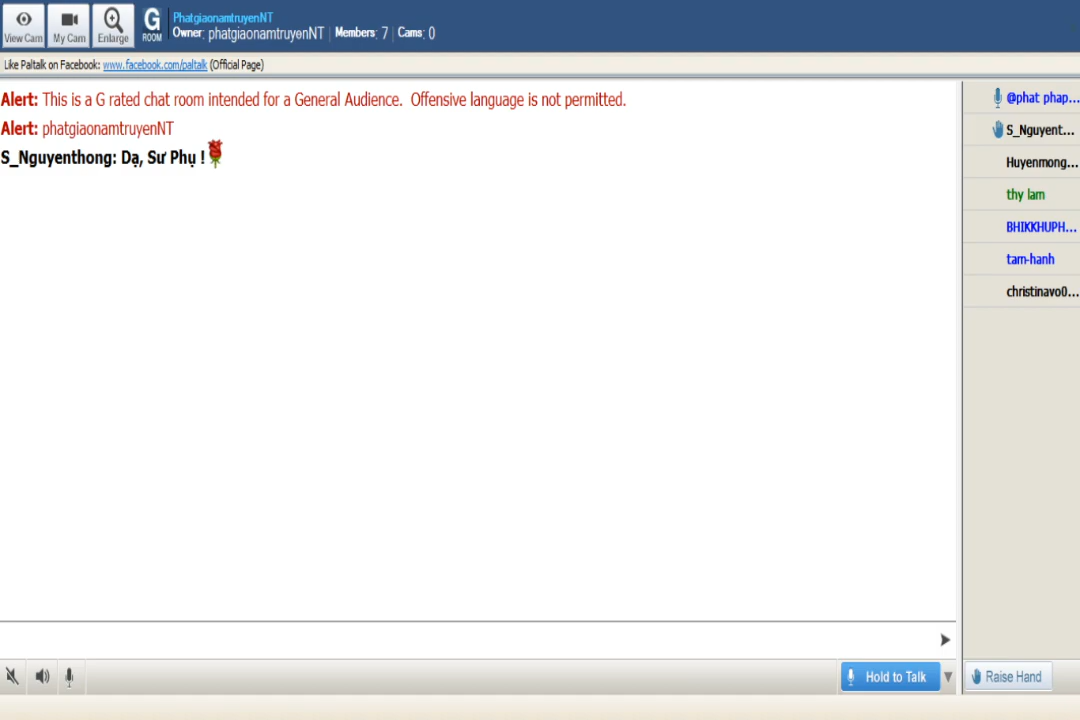 View Cam
My Cam
Enlarge
G
ROOM
PhatgiaonamtruyenNT
Owner: phatgiaonamtruyenNT | Members: 7 | Cams: 0
Like Paltalk on Facebook: www.facebook.com/paltalk (Official Page)
Alert: This is a G rated chat room intended for a General Audience. Offensive language is not permitted.
Alert: phatgiaonamtruyenNT
S_Nguyenthong: Dạ, Sư Phụ !
@phat phap...
S_Nguyent...
Huyenmong...
thy lam
BHIKKHUPH...
tam-hanh
christinavo0...
Hold to Talk
Raise Hand